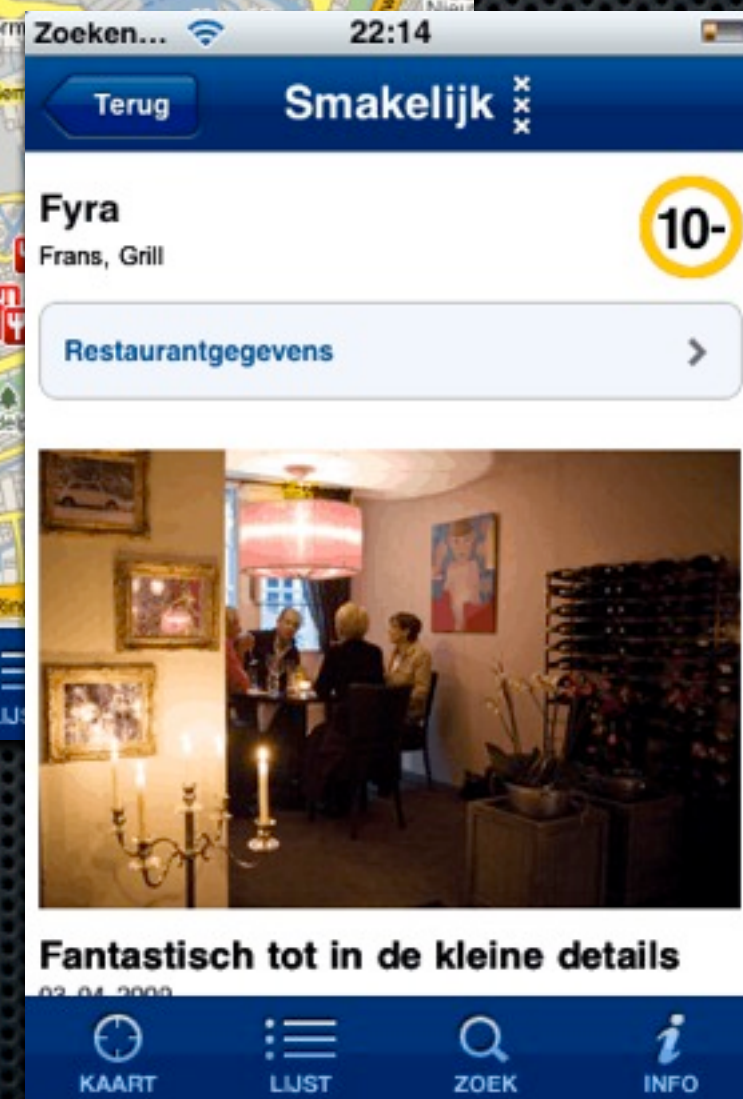 Zoeken... 22:14
Terug Smakelijk xxx
Fyra
10-
Frans, Grill
Restaurantgegevens
Fantastisch tot in de kleine details
KAART LIJST ZOEK INFO